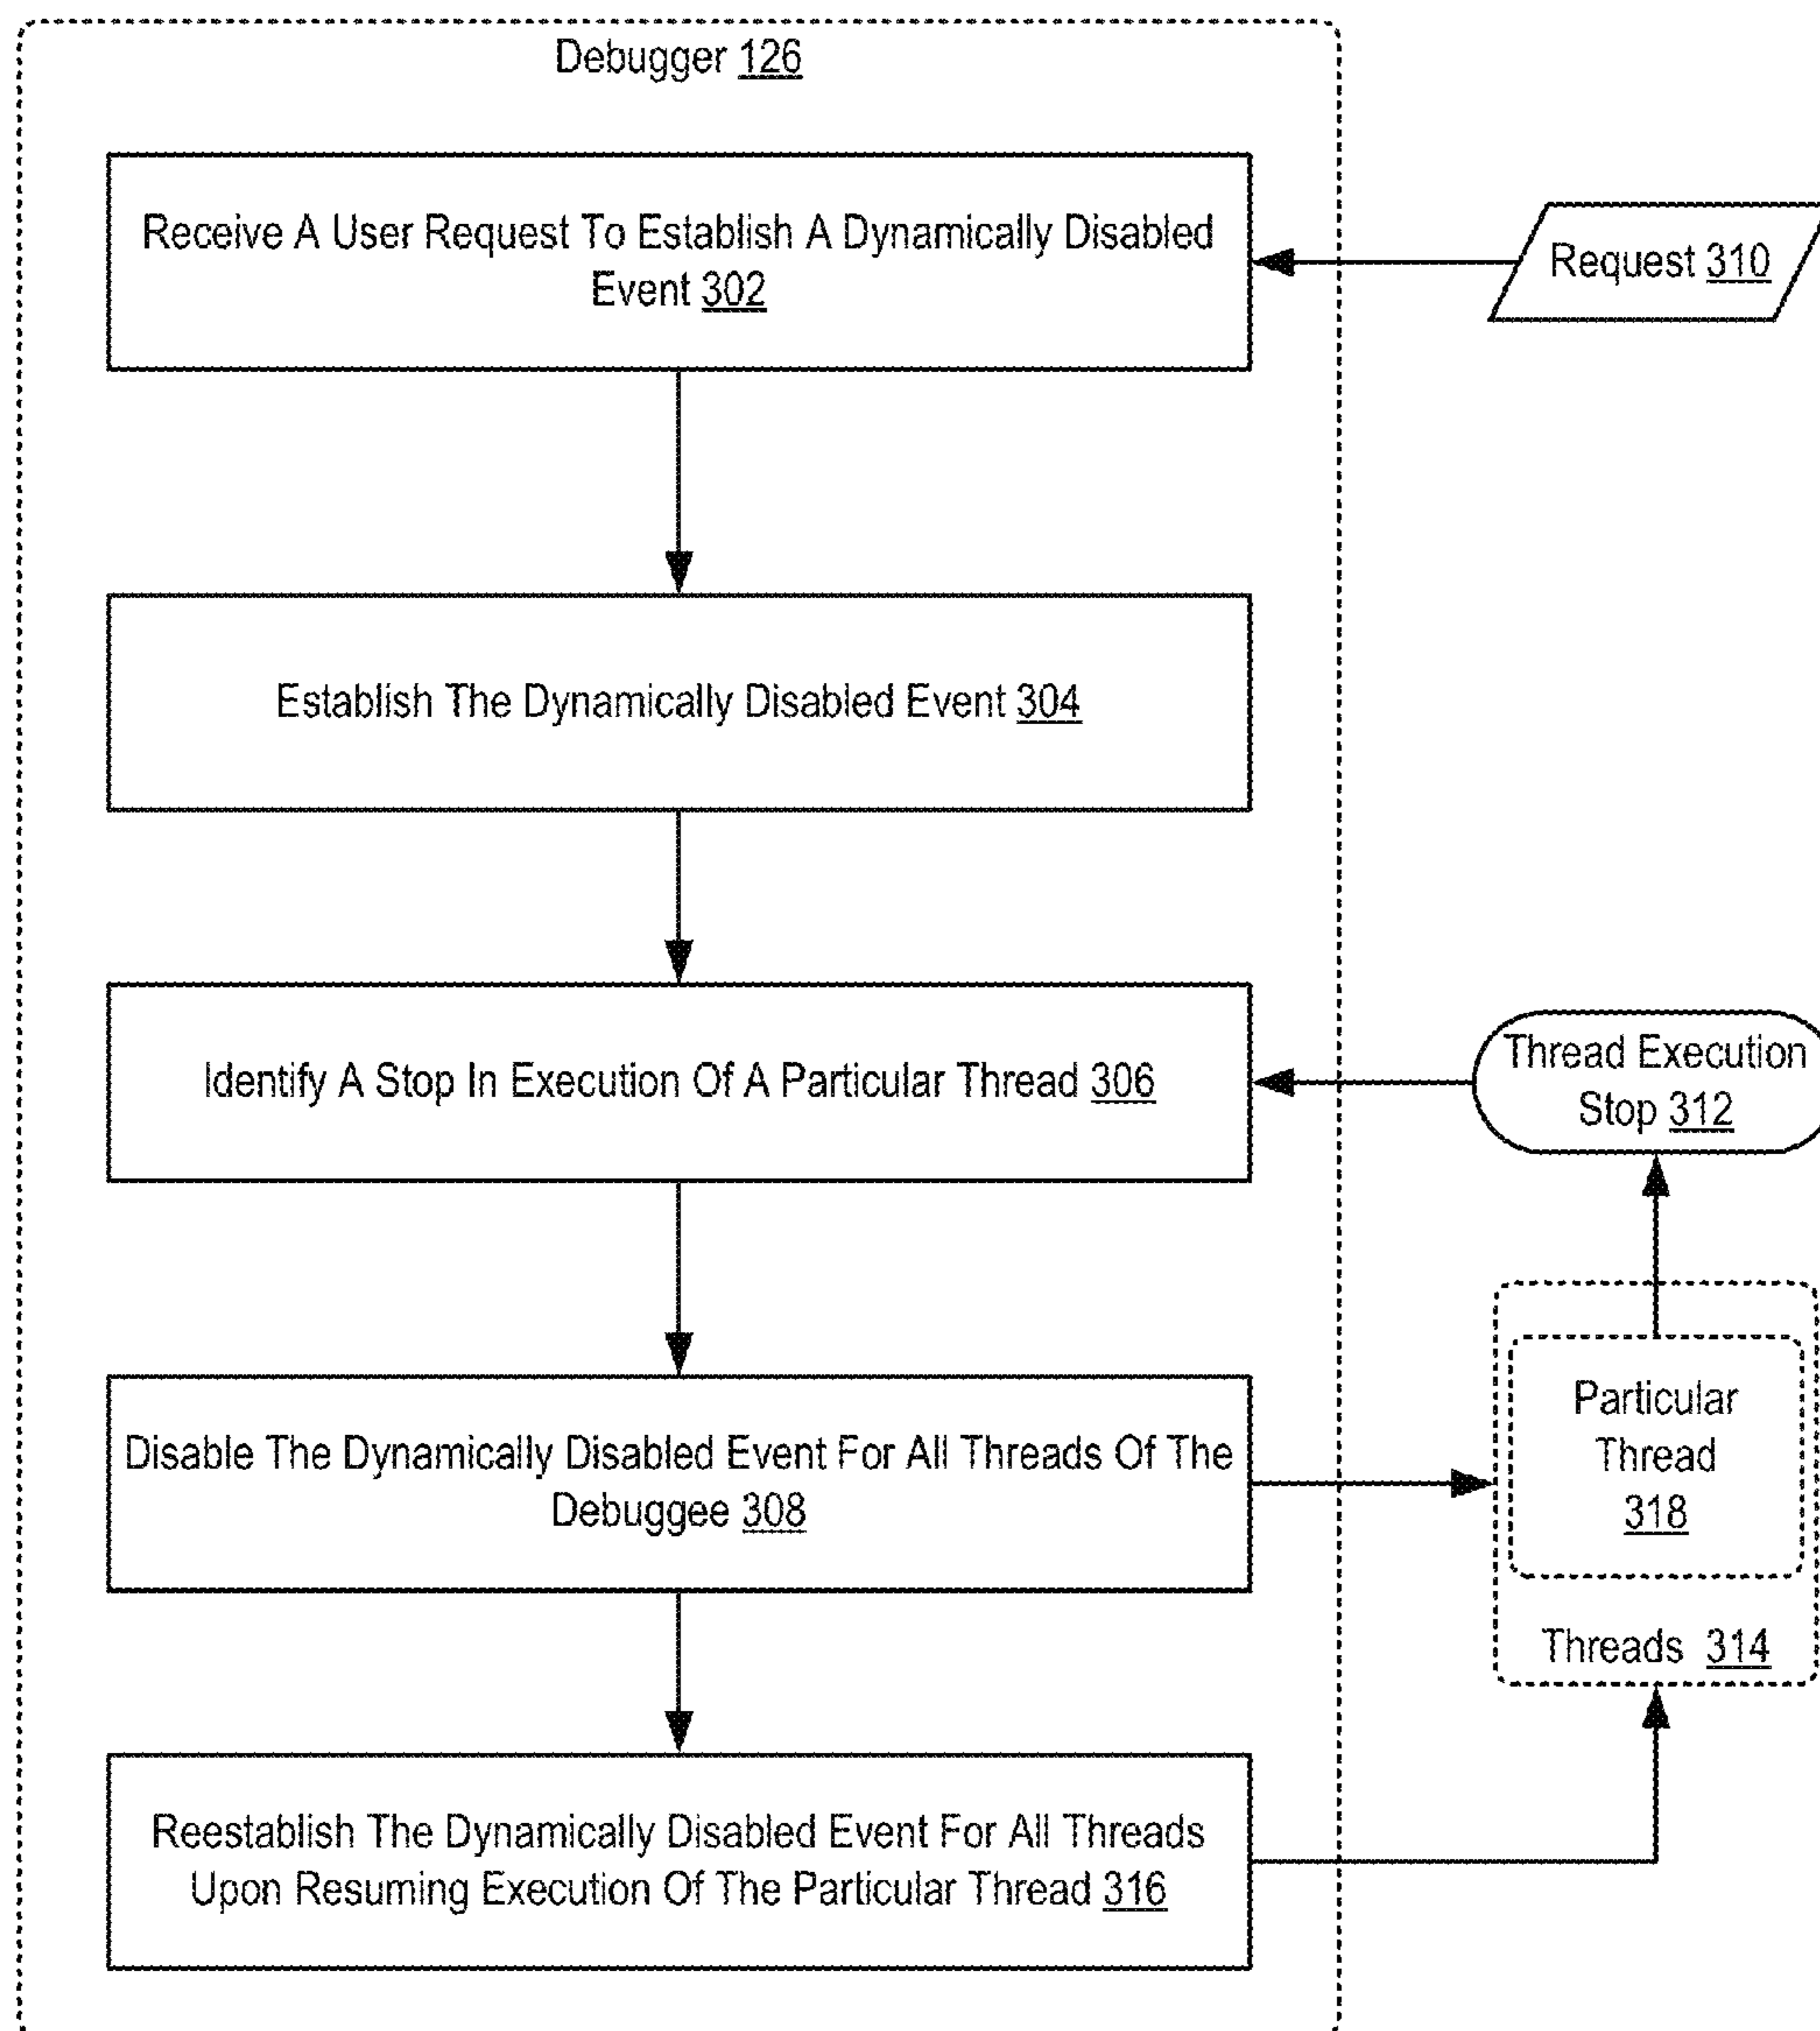 Debugger 126
Receive A User Request To Establish A Dynamically Disabled
Event 302
Request 310
Establish The Dynamically Disabled Event 304
Identify A Stop In Execution Of A Particular Thread 306
Thread Execution
Stop 312
Disable The Dynamically Disabled Event For All Threads Of The
Debuggee 308
Particular
Thread
318
Threads 314
Reestablish The Dynamically Disabled Event For All Threads
Upon Resuming Execution Of The Particular Thread 316